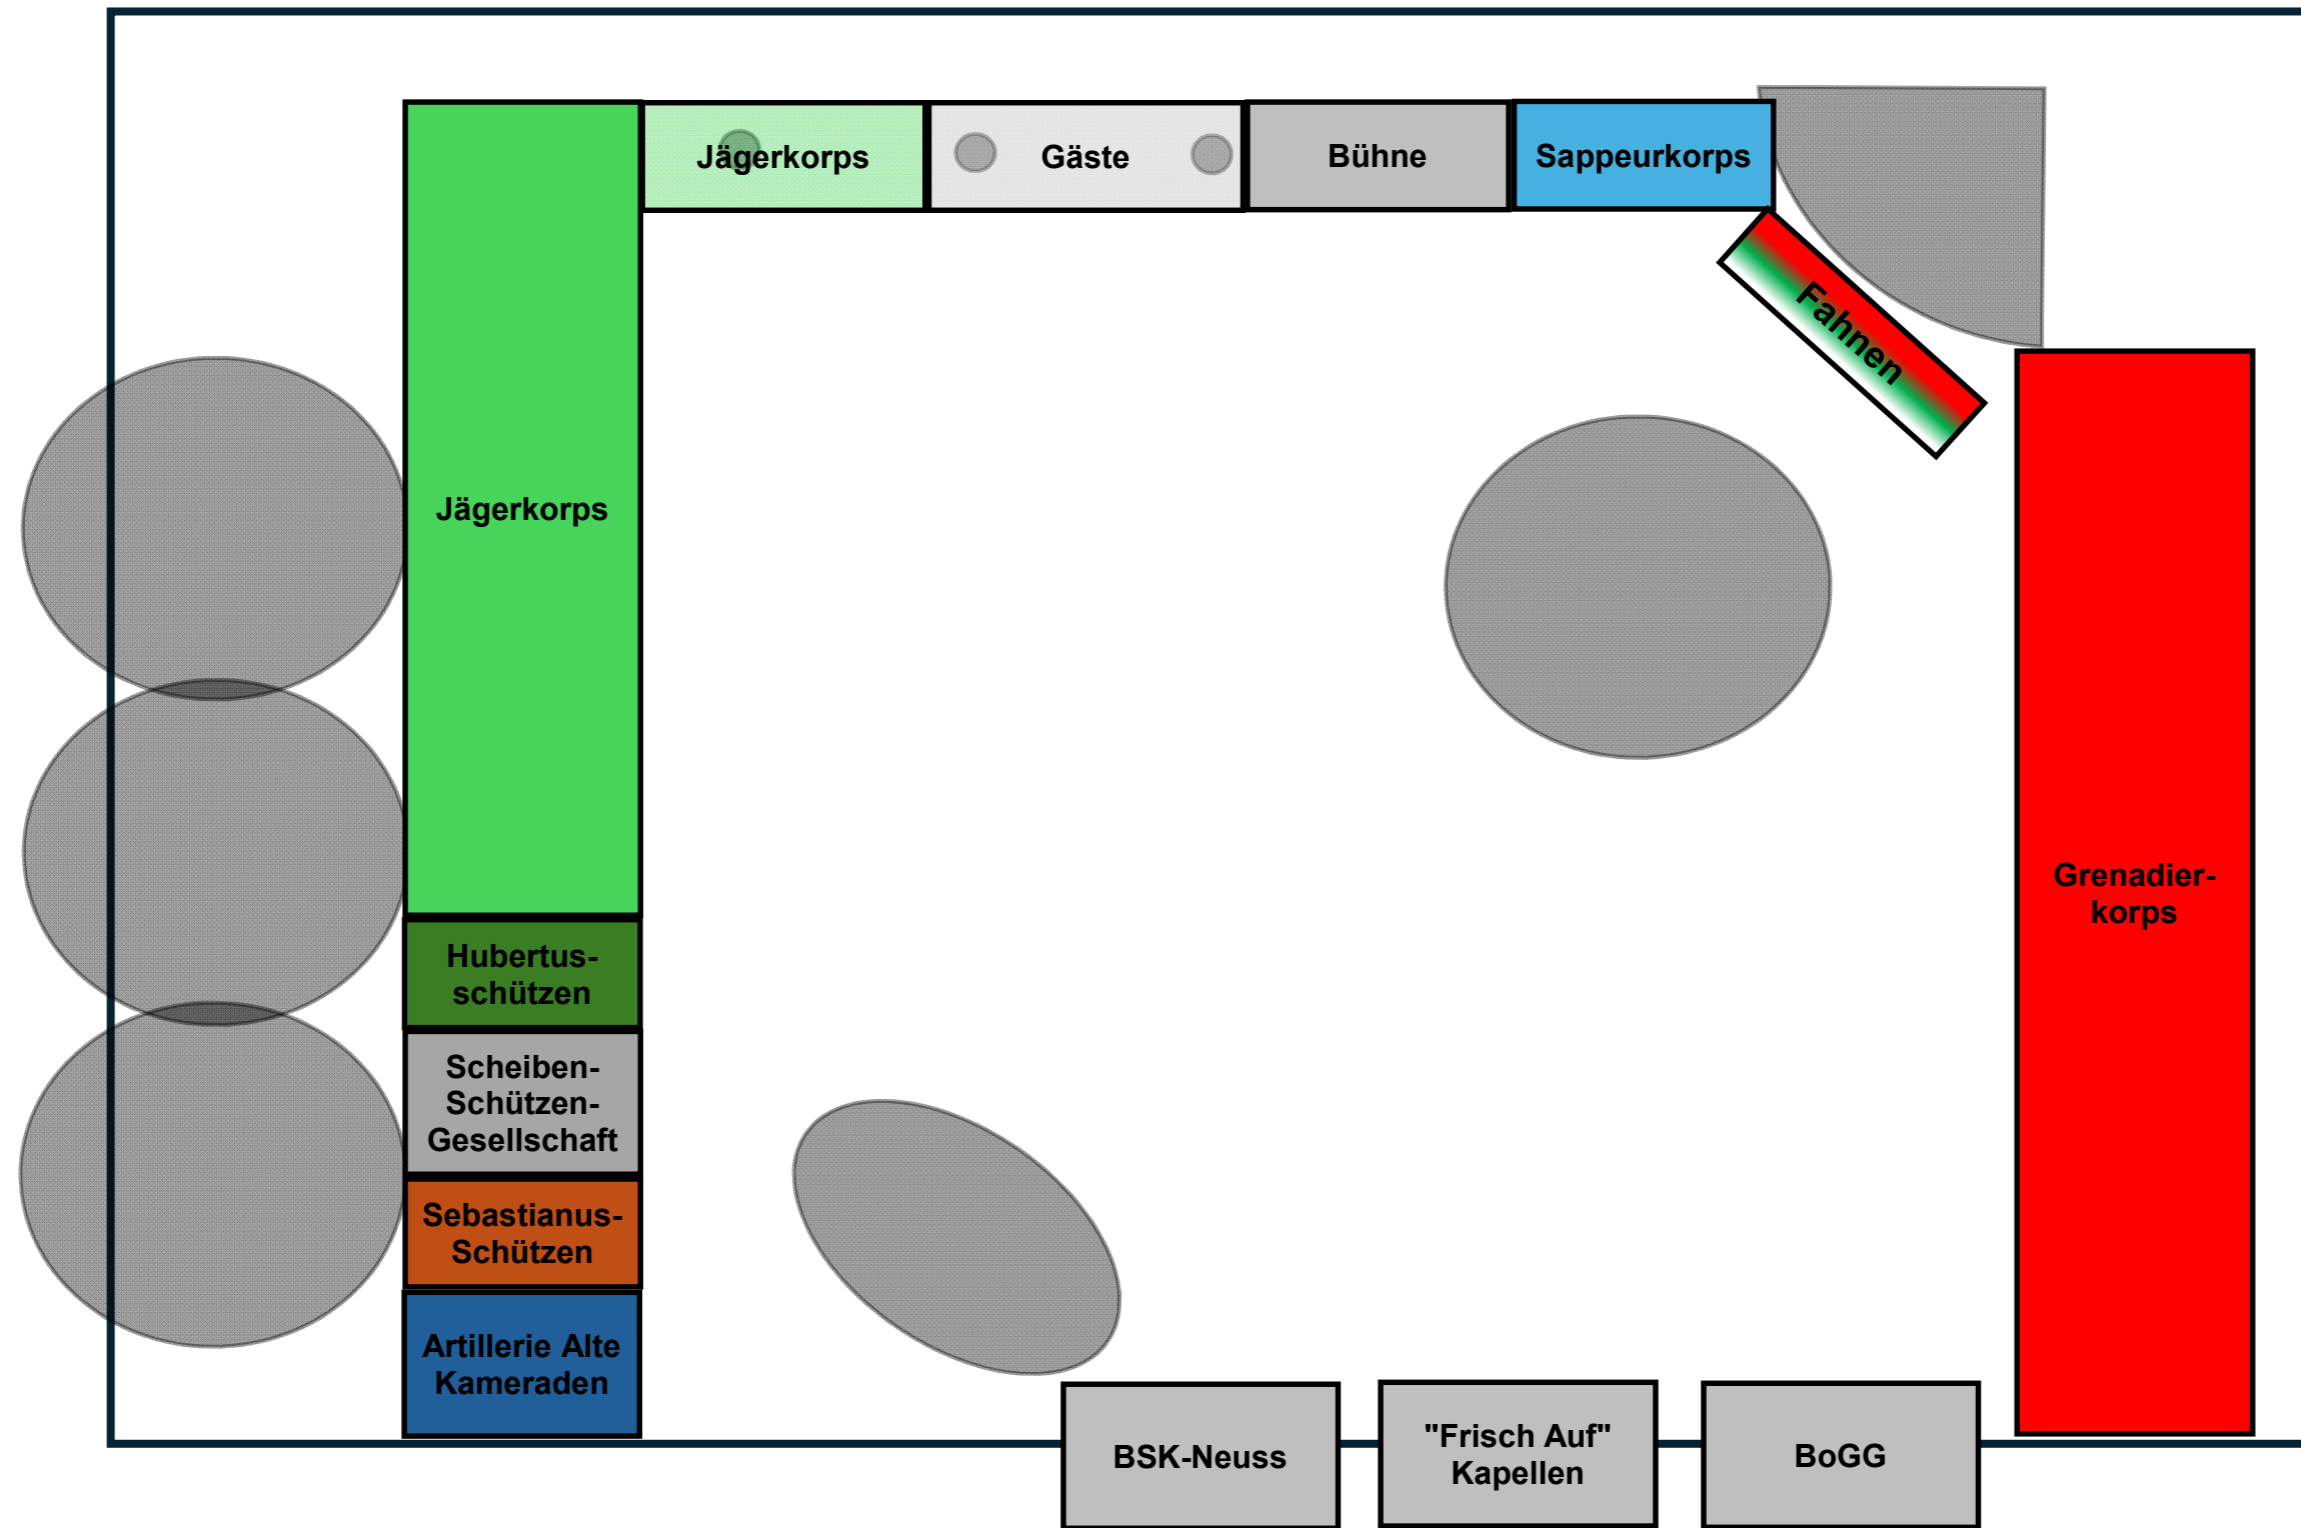 Jägerkorps
Gäste
Bühne
Sappeurkorps
Fahnen
Jägerkorps
Grenadier-
korps
Hubertus-
schützen
Scheiben-
Schützen-
Gesellschaft
Sebastianus-
Schützen
Artillerie Alte
Kameraden
BSK-Neuss
"Frisch Auf"
Kapellen
BoGG